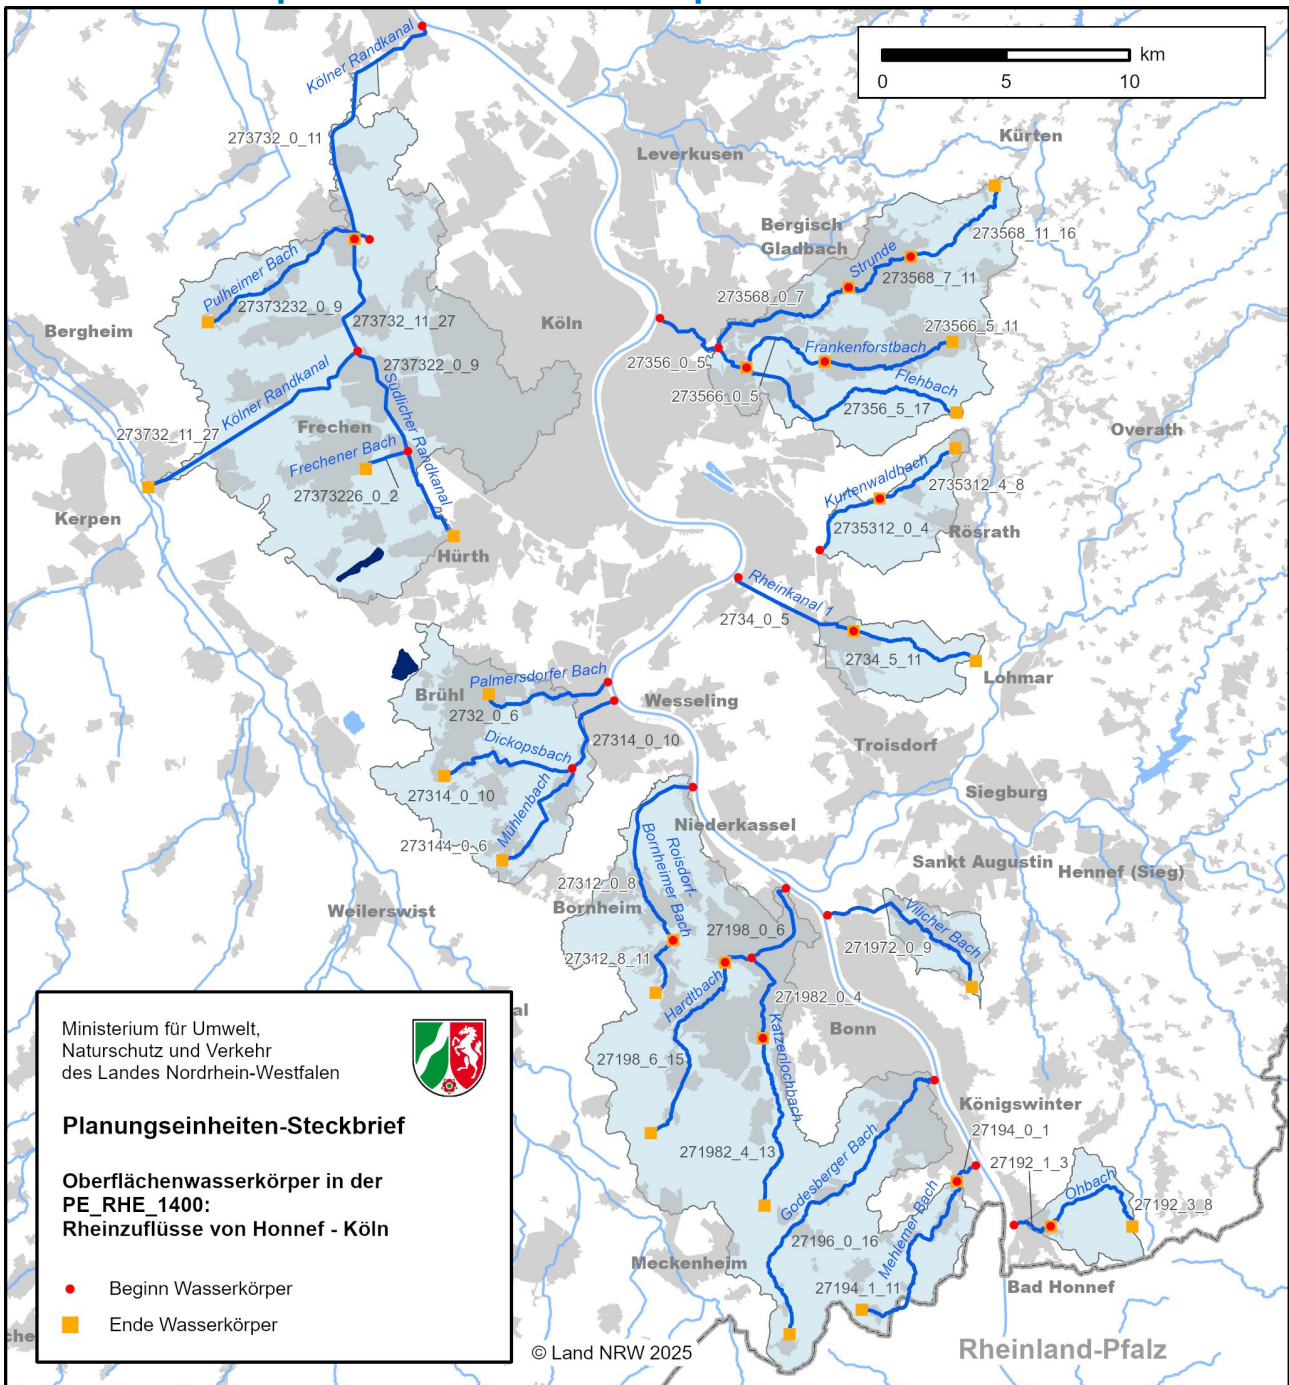 km
0
5
10
Kölner Randkanal
273732_0_11
Leverkusen
Kürten
Bergisch
Gladbach
Strunde
273568_11_16
273568_7_11
273568_0_7
Pulheimer Bach
27373232_0_9
273732_11_27
Bergheim
Köln
27356_0_5
273566_5_11
Frankenforstbach
Flehbach
273566_0_5
27356_5_17
2737322_0_9
Kölner Randkanal
Südlicher Randkanal
Frechen
273732_11_27
Frechener Bach
27373226_0_2
Overath
Kerpen
Hürth
Kurtenwaldbach
2735312_4_8
2735312_0_4
Rösrath
Rheinkanal 1
2734_0_5
2734_5_11
Lohmar
Palmersdorfer Bach
Brühl
2732_0_6
Wesseling
27314_0_10
Dickopsbach
27314_0_10
Mühlenbach
273144_0_6
Troisdorf
Siegburg
Niederkassel
Sankt Augustin
Hennef (Sieg)
Roisdorf-
Bornheimer Bach
27312_0_8
Bornheim
Weilerswist
27198_0_6
Vilicher Bach
271972_0_9
27312_8_11
Hardtbach
271982_0_4
Bonn
Katzenlochbach
27198_6_15
271982_4_13
Königswinter
27194_0_1
27192_1_3
Ohbach
27192_3_8
Godesberger Bach
27196_0_16
Mehlemer Bach
27194_1_11
Meckenheim
Bad Honnef
Rheinland-Pfalz
al
che
Ministerium für Umwelt,
Naturschutz und Verkehr
des Landes Nordrhein-Westfalen
Planungseinheiten-Steckbrief
Oberflächenwasserkörper in der
PE_RHE_1400:
Rheinzuflüsse von Honnef - Köln
Beginn Wasserkörper
Ende Wasserkörper
© Land NRW 2025